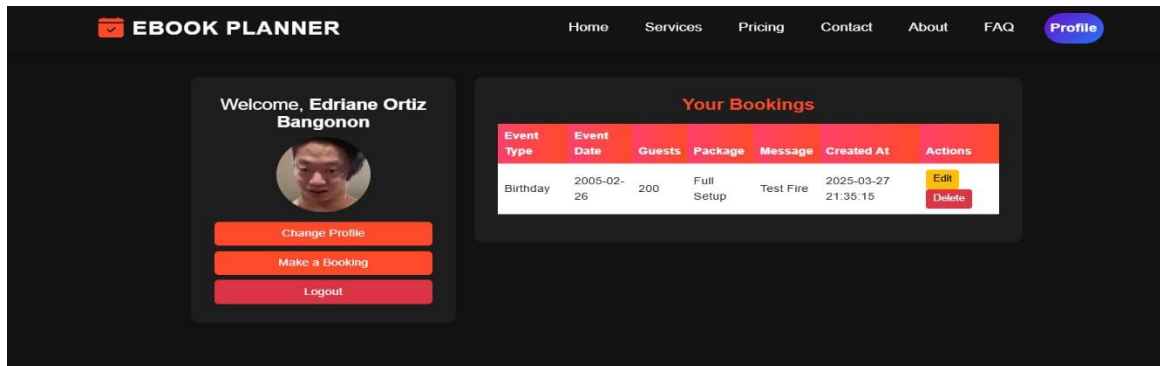 EBOOK PLANNER
Home Services Pricing Contact About FAQ Profile
Welcome, Edriane Ortiz
Bangonon
Change Profile
Make a Booking
Logout
Your Bookings
Event Type Event Date Guests Package Message Created At Actions
Birthday 2005-02-26 200 Full Setup Test Fire 2025-03-27 21:35:15 Edit Delete